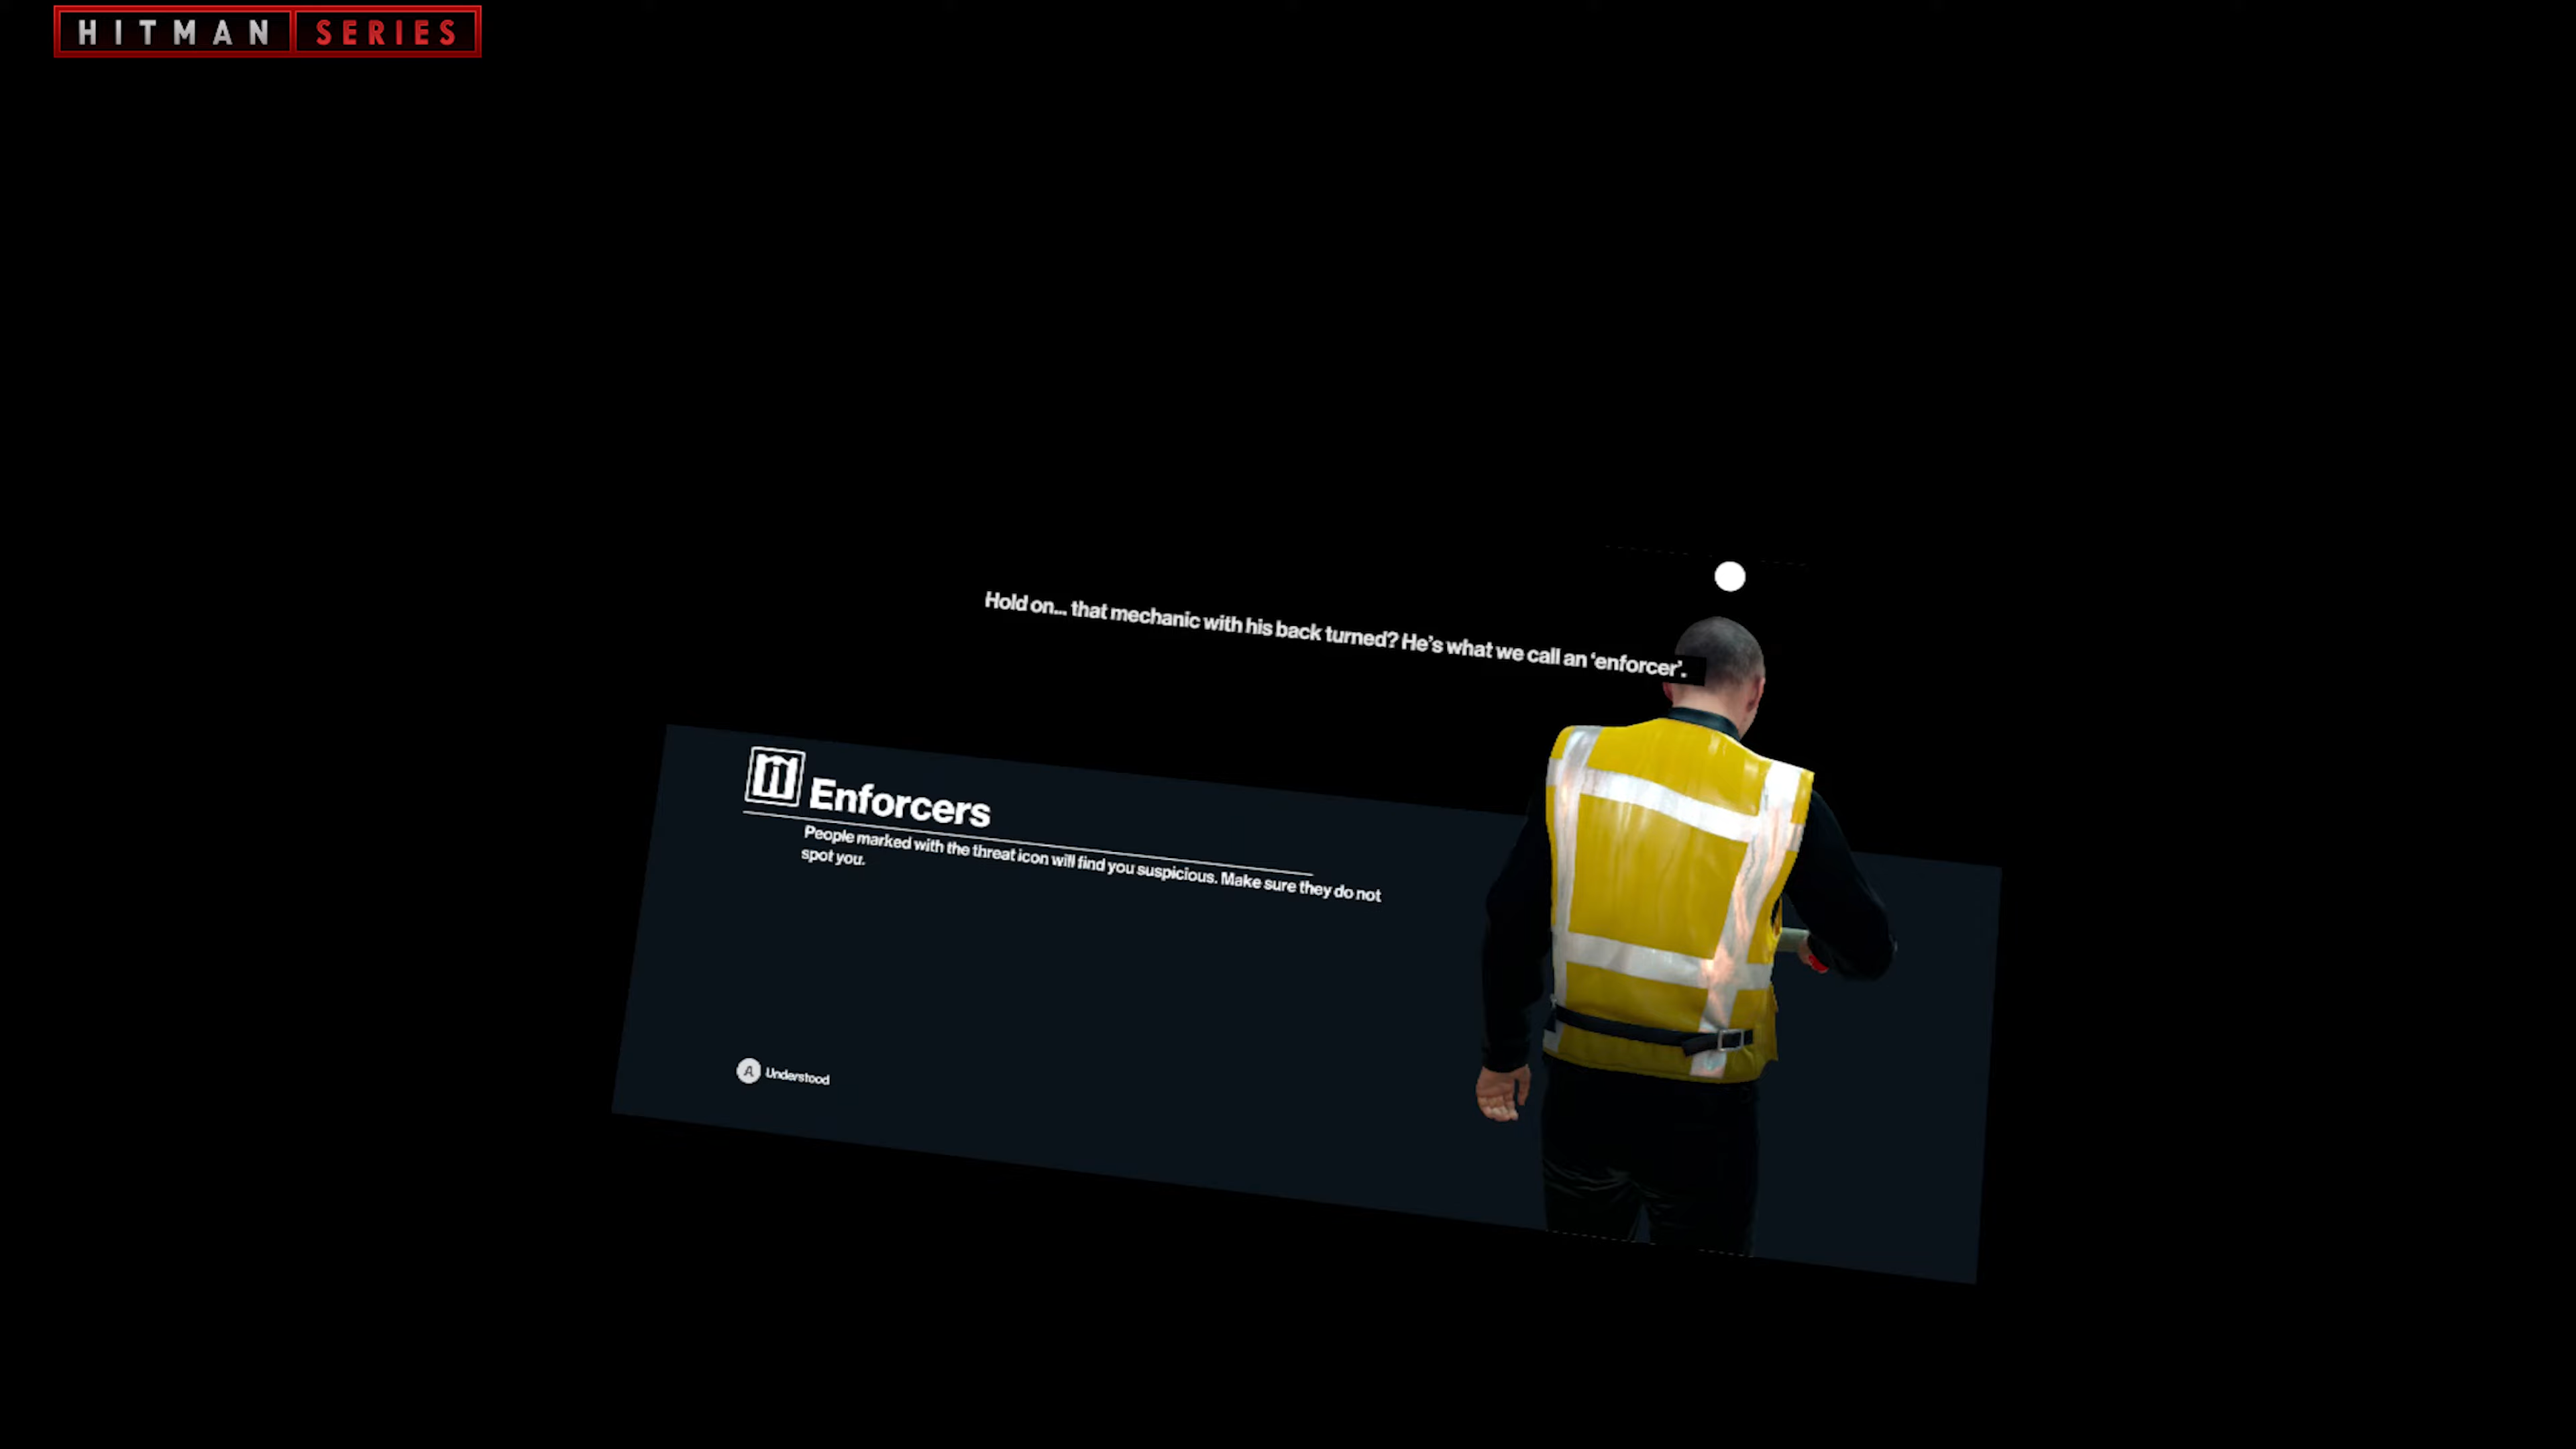 HITMAN SERIES
Hold on... that mechanic with his back turned? He's what we call an ‘enforcer’.
Enforcers
People marked with the threat icon will find you suspicious. Make sure they do not
spot you.
A Understood